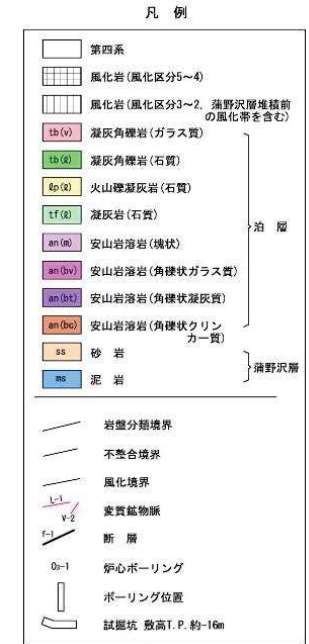 凡 例
第四系
風化岩(風化区分5～4)
風化岩(風化区分3～2, 蒲野沢層堆積前
の風化帯を含む)
tb(v) 凝灰角礫岩(ガラス質)
tb(ℓ) 凝灰角礫岩(石質)
ℓp(ℓ) 火山礫凝灰岩(石質)
tf(ℓ) 凝灰岩(石質)
an(m) 安山岩溶岩(塊状)
泊 層
an(bv) 安山岩溶岩(角礫状ガラス質)
an(bt) 安山岩溶岩(角礫状凝灰質)
an(bc) 安山岩溶岩(角礫状クリン
カー質)
ss 砂 岩
蒲野沢層
ms 泥 岩
岩盤分類境界
不整合境界
風化境界
L-1
V-2
変質鉱物脈
f-1
断 層
O₃-1 炉心ボーリング
ボーリング位置
試掘坑 敷高T.P.約-16m